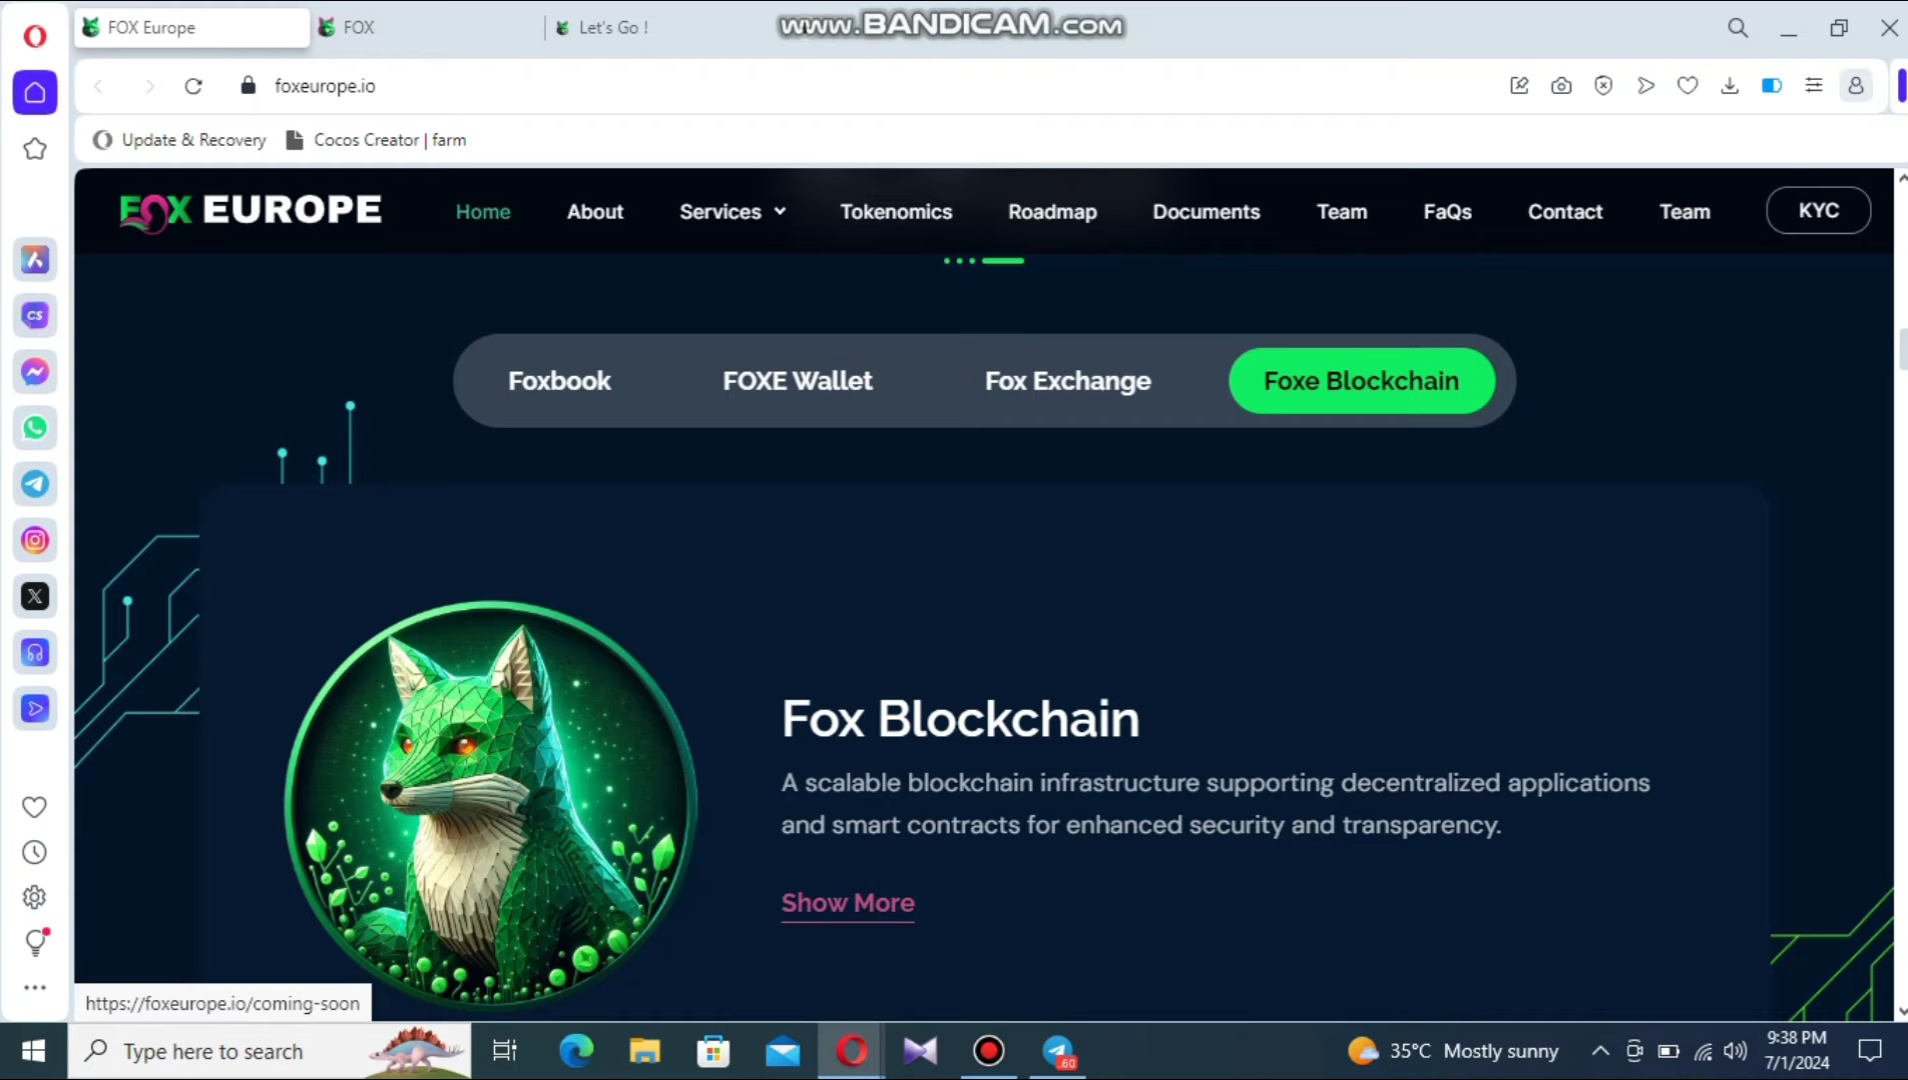 FOX Europe
FOX
Let's Go !
www.BANDICAM.com
foxeurope.io
Update & Recovery
Cocos Creator | farm
FOX EUROPE
Home
About
Services
Tokenomics
Roadmap
Documents
Team
FaQs
Contact
Team
KYC
Foxbook
FOXE Wallet
Fox Exchange
Foxe Blockchain
CS
Fox Blockchain
A scalable blockchain infrastructure supporting decentralized applications
and smart contracts for enhanced security and transparency.
Show More
https://foxeurope.io/coming-soon
Type here to search
60
35°C Mostly sunny
9:38 PM
7/1/2024